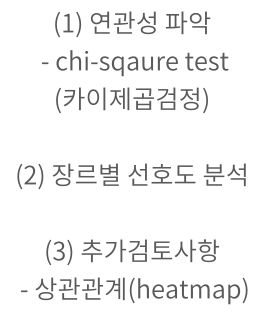 (1) 연관성 파악
- chi-sqaure test
(카이제곱검정)
(2) 장르별 선호도 분석
(3) 추가검토사항
- 상관관계(heatmap)